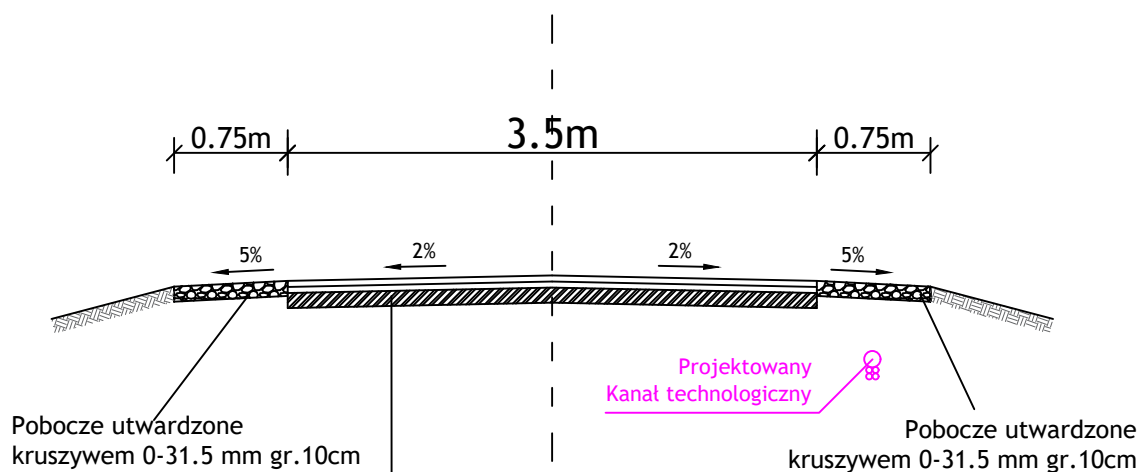 0.75m
3.5m
0.75m
5%
2%
2%
5%
Projektowany
Kanał technologiczny
Pobocze utwardzone
kruszywem 0-31.5 mm gr.10cm
Pobocze utwardzone
kruszywem 0-31.5 mm gr.10cm